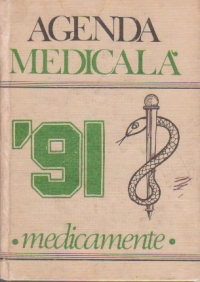 AGENDA
MEDICALĂ
'91
• medicamente •